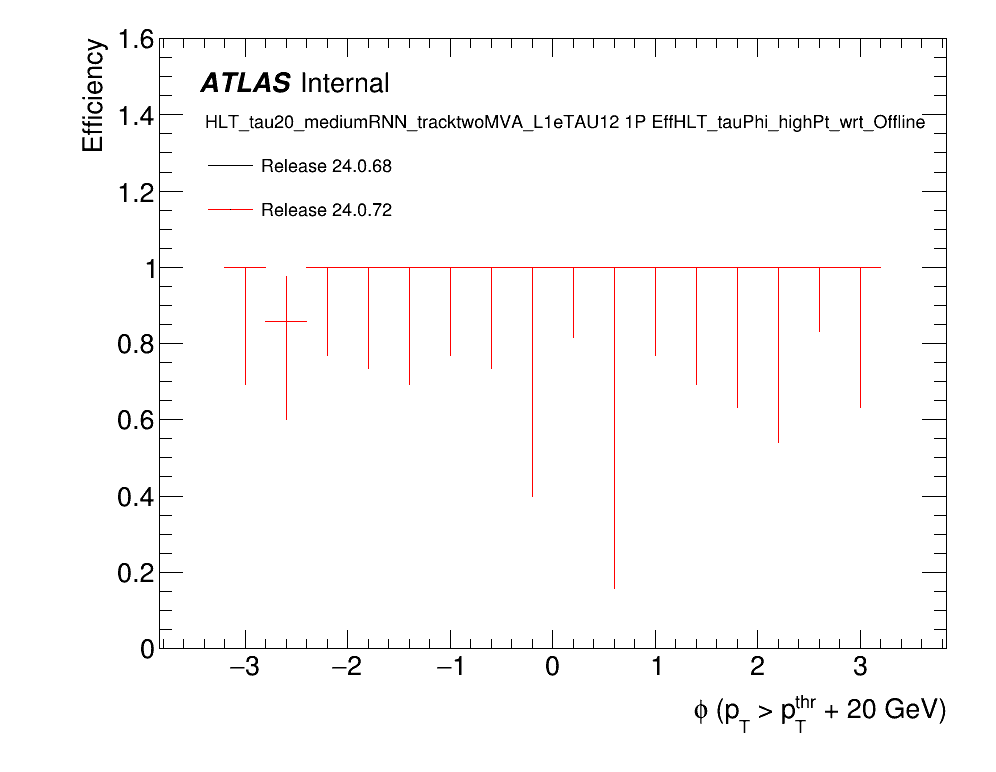 Efficiency
1.6
1.4
1.2
1
0.8
0.6
0.4
0.2
0
ATLAS Internal
HLT_tau20_mediumRNN_tracktwoMVA_L1eTAU12 1P EffHLT_tauPhi_highPt_wrt_Offline
Release 24.0.68
Release 24.0.72
−3 −2 −1 0 1 2 3
ϕ (p_T > p_T^thr + 20 GeV)